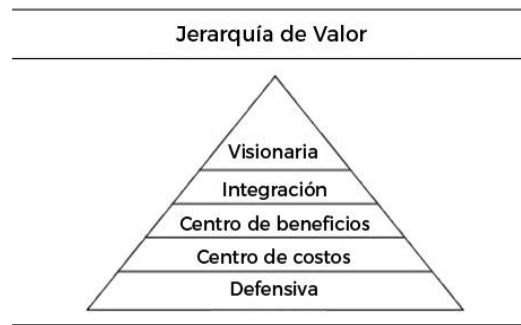 Jerarquía de Valor
Visionaria
Integración
Centro de beneficios
Centro de costos
Defensiva